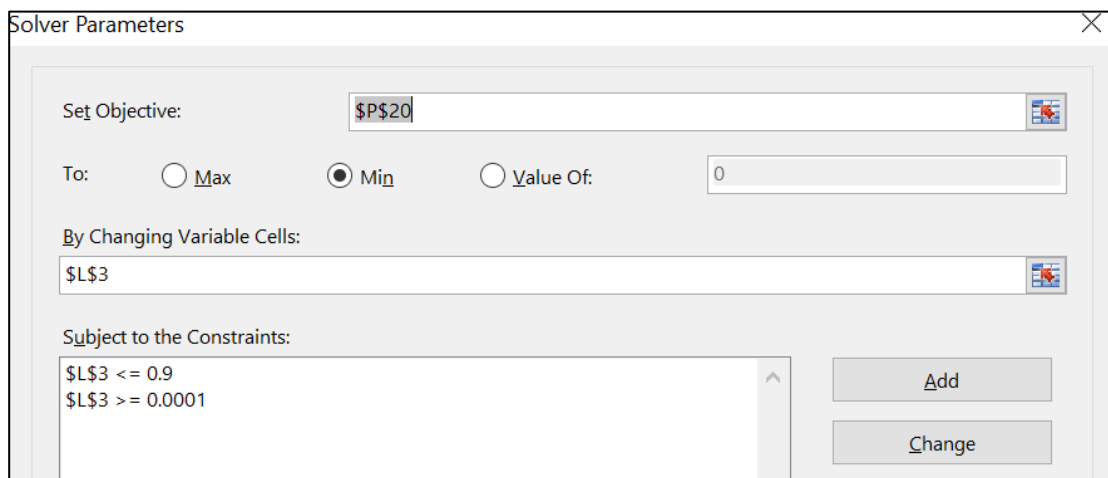 Solver Parameters
Set Objective: $P$20
To: Max Min Value Of: 0
By Changing Variable Cells:
$L$3
Subject to the Constraints:
$L$3 <= 0.9
$L$3 >= 0.0001
Add
Change